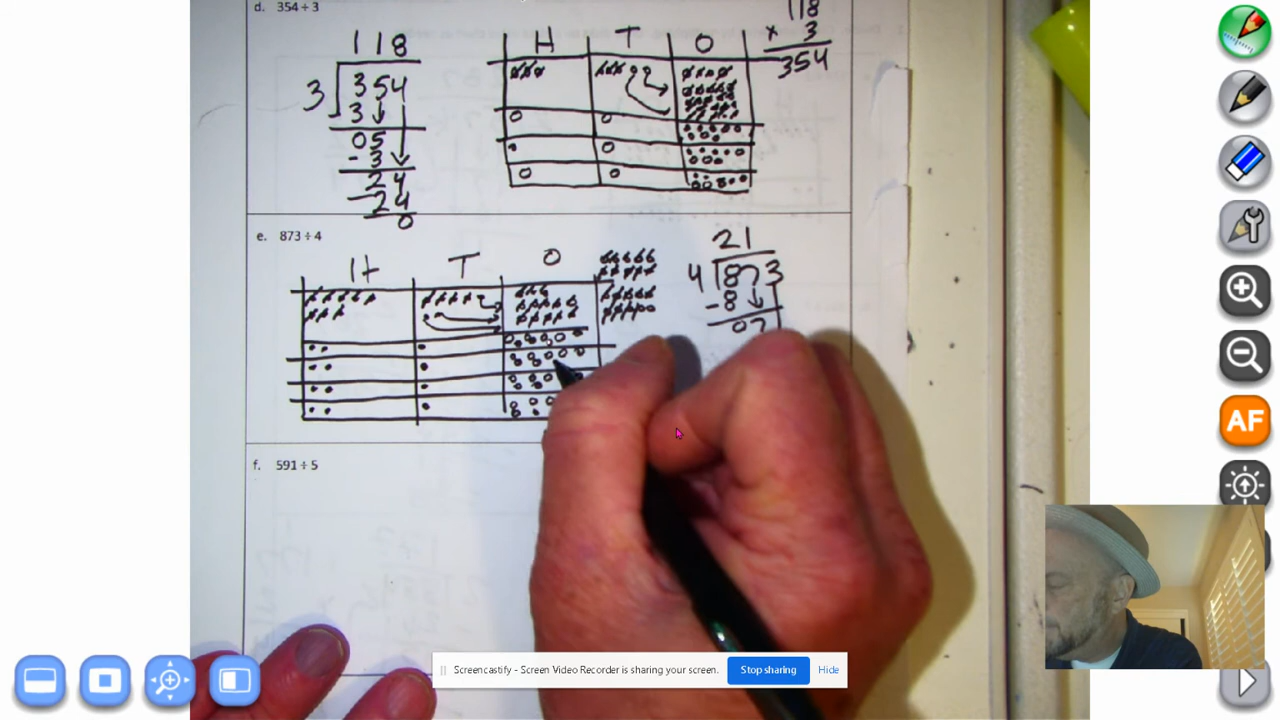 d. 354 ÷ 3
118
3 354
3
05
- 3
24
- 24
0
H T O
118
x 3
354
e. 873 ÷ 4
H T O
21
4 873
- 8
07
f. 591 ÷ 5
AF
Screencastify - Screen Video Recorder is sharing your screen.
Stop sharing
Hide